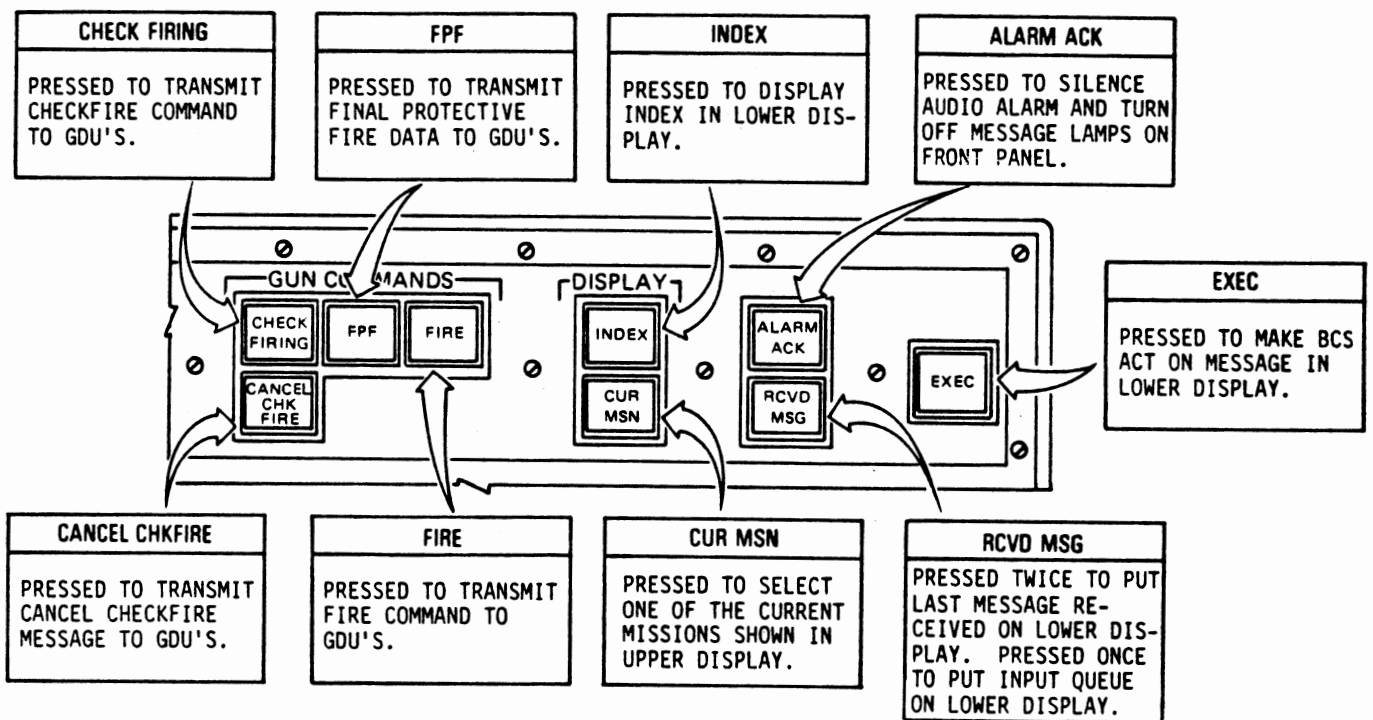 CHECK FIRING
PRESSED TO TRANSMIT
CHECKFIRE COMMAND
TO GDU'S.
FPF
PRESSED TO TRANSMIT
FINAL PROTECTIVE
FIRE DATA TO GDU'S.
INDEX
PRESSED TO DISPLAY
INDEX IN LOWER DIS-
PLAY.
ALARM ACK
PRESSED TO SILENCE
AUDIO ALARM AND TURN
OFF MESSAGE LAMPS ON
FRONT PANEL.
GUN COMMANDS
CHECK
FIRING
FPF
FIRE
CANCEL
CHK
FIRE
DISPLAY
INDEX
CUR
MSN
ALARM
ACK
RCVD
MSG
EXEC
EXEC
PRESSED TO MAKE BCS
ACT ON MESSAGE IN
LOWER DISPLAY.
CANCEL CHKFIRE
PRESSED TO TRANSMIT
CANCEL CHECKFIRE
MESSAGE TO GDU'S.
FIRE
PRESSED TO TRANSMIT
FIRE COMMAND TO
GDU'S.
CUR MSN
PRESSED TO SELECT
ONE OF THE CURRENT
MISSIONS SHOWN IN
UPPER DISPLAY.
RCVD MSG
PRESSED TWICE TO PUT
LAST MESSAGE RE-
CEIVED ON LOWER DIS-
PLAY. PRESSED ONCE
TO PUT INPUT QUEUE
ON LOWER DISPLAY.